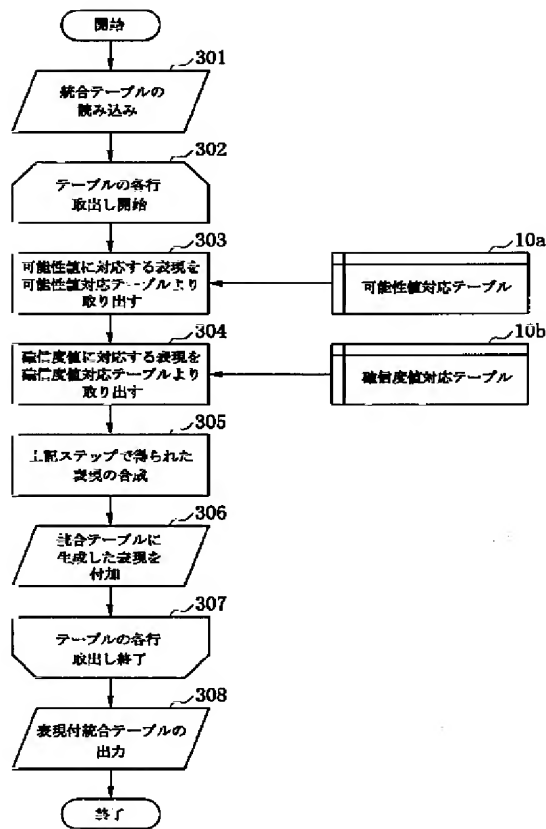 開始
301
統合テーブルの
読み込み
302
テーブルの各行
取出し開始
303
可能性値に対応する表現を
可能性値対応テーブルより
取り出す
10a
可能性値対応テーブル
304
確信度値に対応する表現を
確信度値対応テーブルより
取り出す
10b
確信度値対応テーブル
305
上記ステップで得られた
表現の合成
306
統合テーブルに
生成した表現を
付加
307
テーブルの各行
取出し終了
308
表現付統合テーブルの
出力
終了